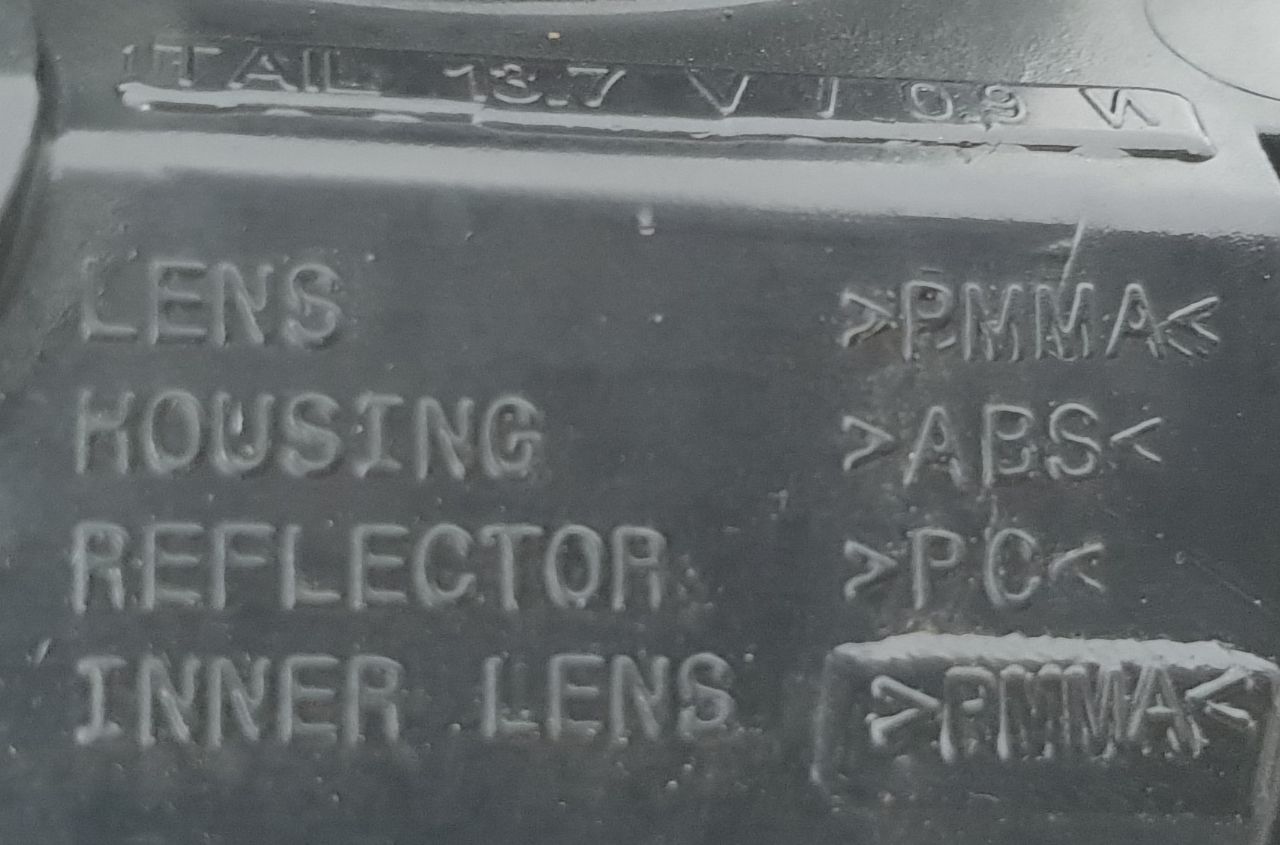 TAIL 13.7 V / 0.9 W
LENS >PMMA<
HOUSING >ABS<
REFLECTOR >PC<
INNER LENS >PMMA<